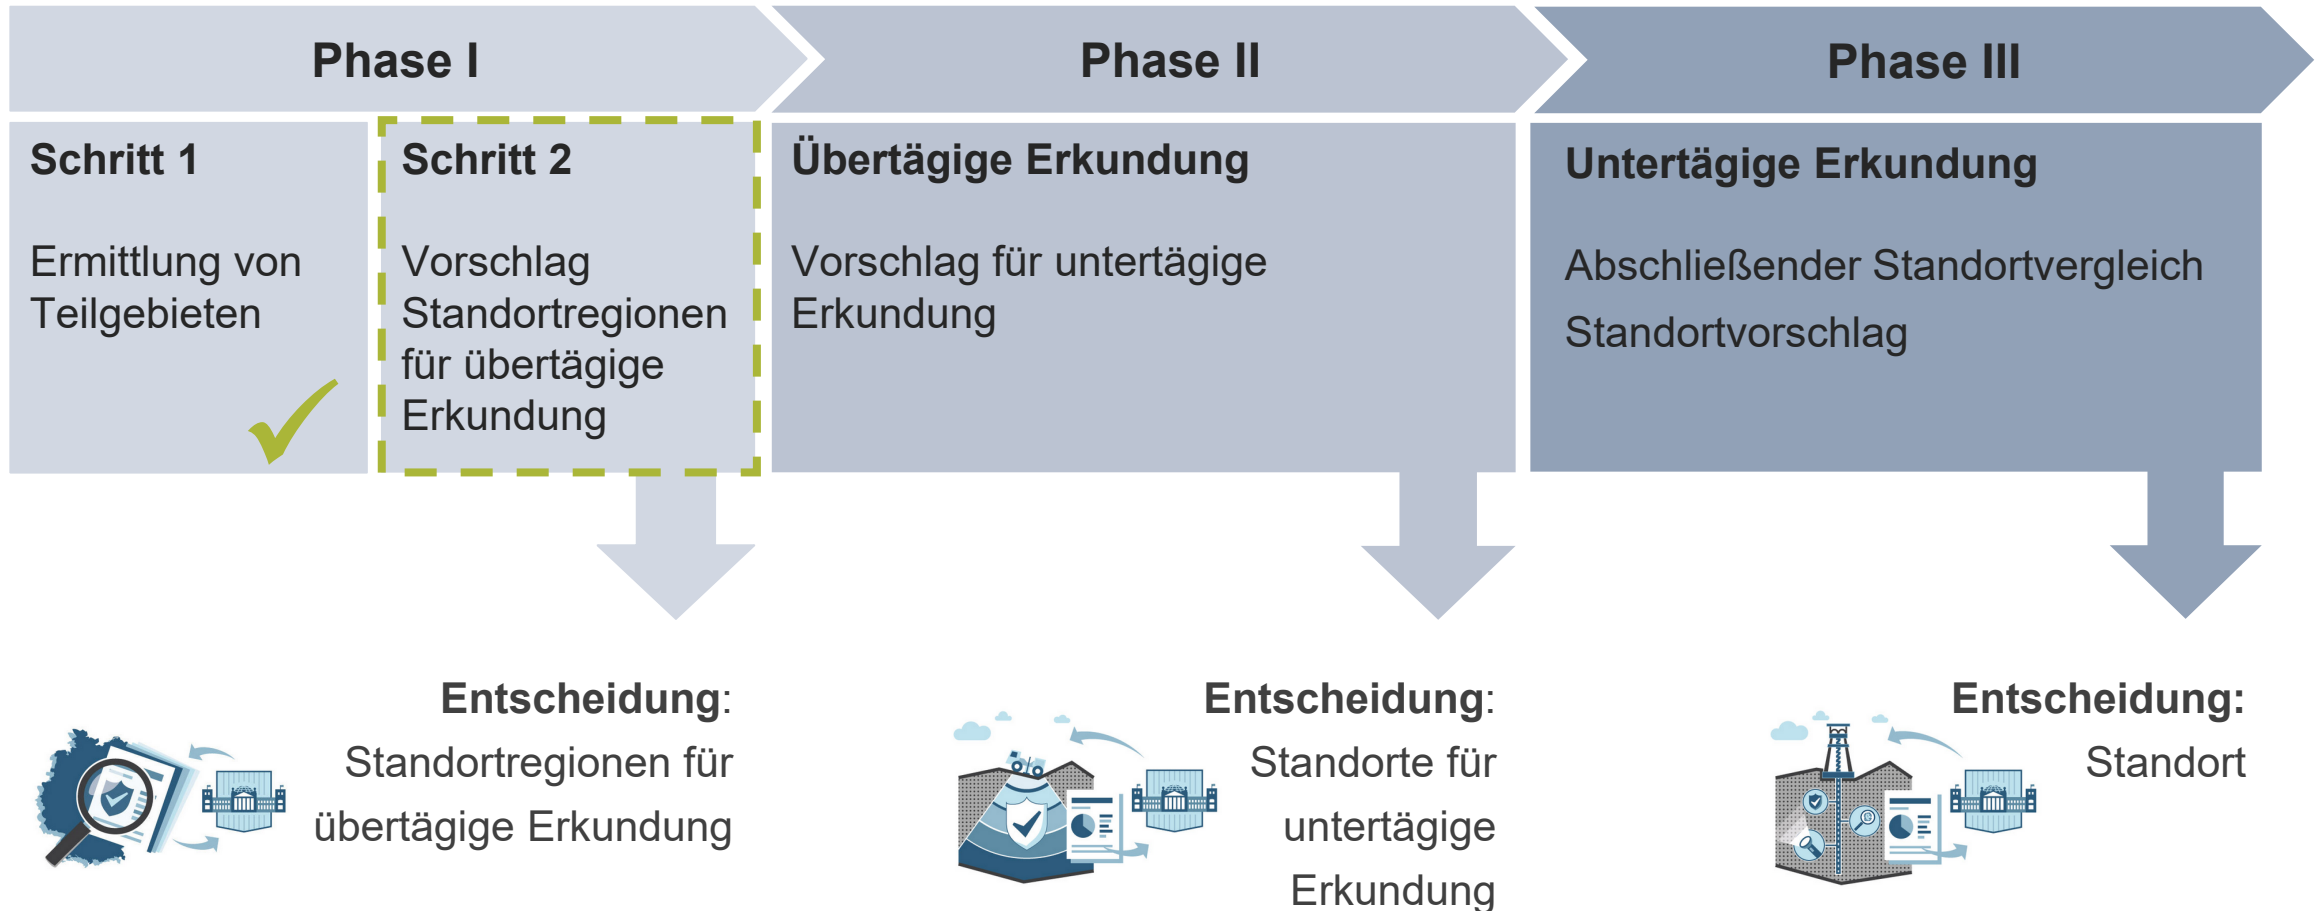 Phase I
Phase II
Phase III
Schritt 1
Ermittlung von
Teilgebieten
Schritt 2
Vorschlag
Standortregionen
für übertägige
Erkundung
Übertägige Erkundung
Vorschlag für untertägige
Erkundung
Untertägige Erkundung
Abschließender Standortvergleich
Standortvorschlag
Entscheidung:
Standortregionen für
übertägige Erkundung
Entscheidung:
Standorte für
untertägige
Erkundung
Entscheidung:
Standort